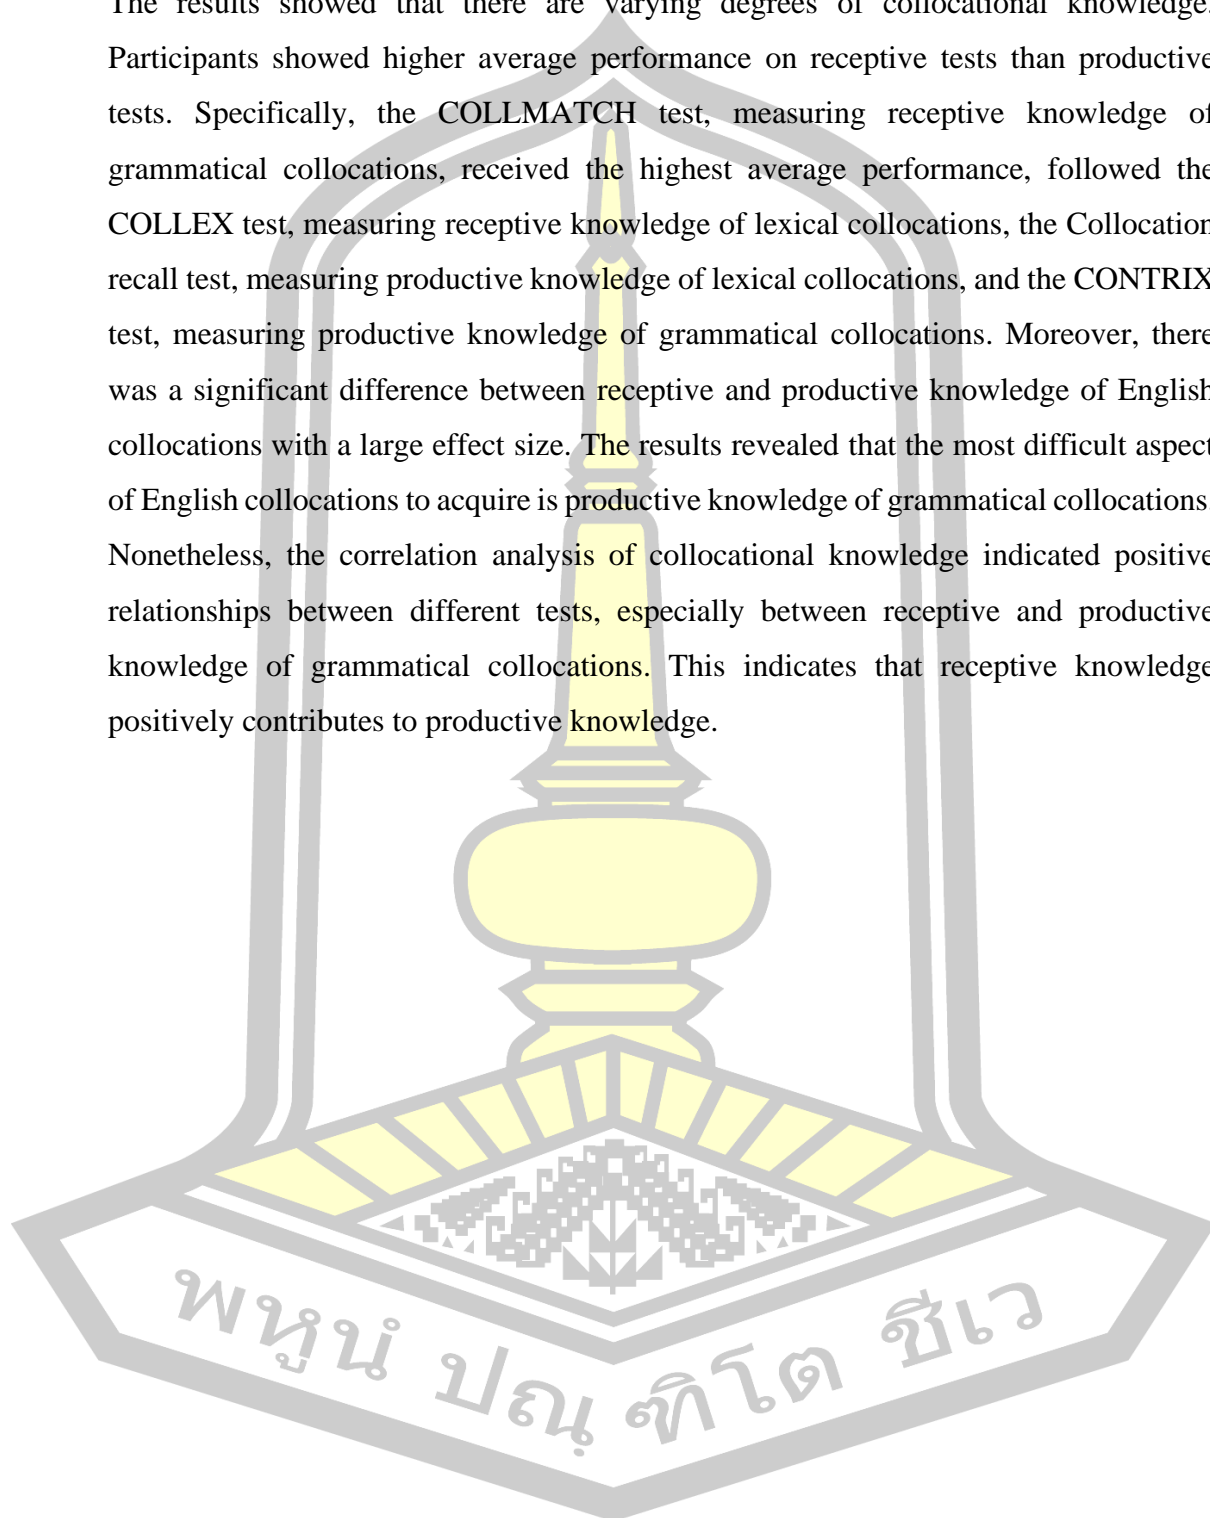 The results showed that there are varying degrees of collocational knowledge.
Participants showed higher average performance on receptive tests than productive
tests. Specifically, the COLLMATCH test, measuring receptive knowledge of
grammatical collocations, received the highest average performance, followed the
COLLEX test, measuring receptive knowledge of lexical collocations, the Collocation
recall test, measuring productive knowledge of lexical collocations, and the CONTRIX
test, measuring productive knowledge of grammatical collocations. Moreover, there
was a significant difference between receptive and productive knowledge of English
collocations with a large effect size. The results revealed that the most difficult aspect
of English collocations to acquire is productive knowledge of grammatical collocations.
Nonetheless, the correlation analysis of collocational knowledge indicated positive
relationships between different tests, especially between receptive and productive
knowledge of grammatical collocations. This indicates that receptive knowledge
positively contributes to productive knowledge.
พหูนํ ปณฺฑิโต ชีเว